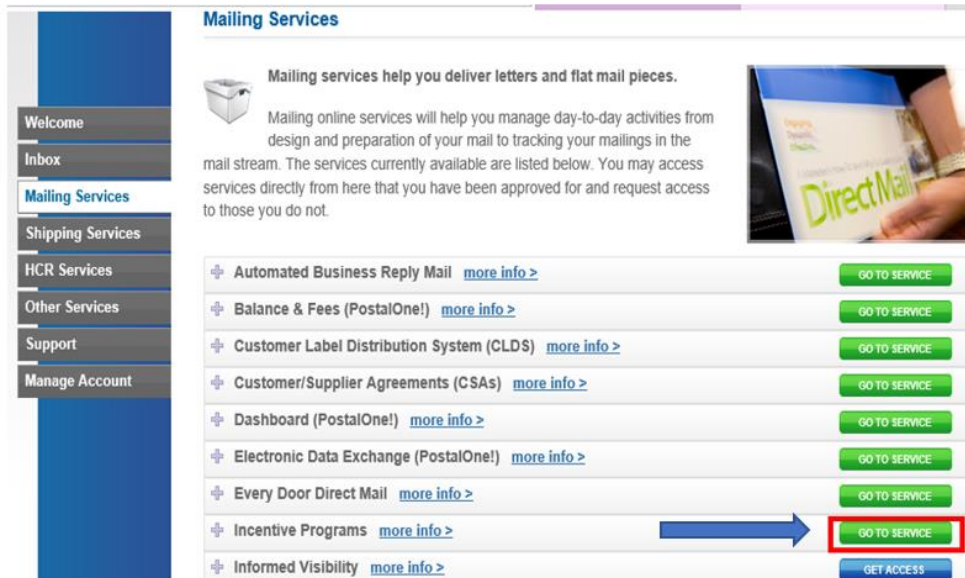 Mailing Services
Mailing services help you deliver letters and flat mail pieces.
Mailing online services will help you manage day-to-day activities from
design and preparation of your mail to tracking your mailings in the
mail stream. The services currently available are listed below. You may access
services directly from here that you have been approved for and request access
to those you do not.
Direct Mail
Welcome
Inbox
Mailing Services
Shipping Services
HCR Services
Other Services
Support
Manage Account
Automated Business Reply Mail more info > GO TO SERVICE
Balance & Fees (PostalOne!) more info > GO TO SERVICE
Customer Label Distribution System (CLDS) more info > GO TO SERVICE
Customer/Supplier Agreements (CSAs) more info > GO TO SERVICE
Dashboard (PostalOne!) more info > GO TO SERVICE
Electronic Data Exchange (PostalOne!) more info > GO TO SERVICE
Every Door Direct Mail more info > GO TO SERVICE
Incentive Programs more info > GO TO SERVICE
Informed Visibility more info > GET ACCESS